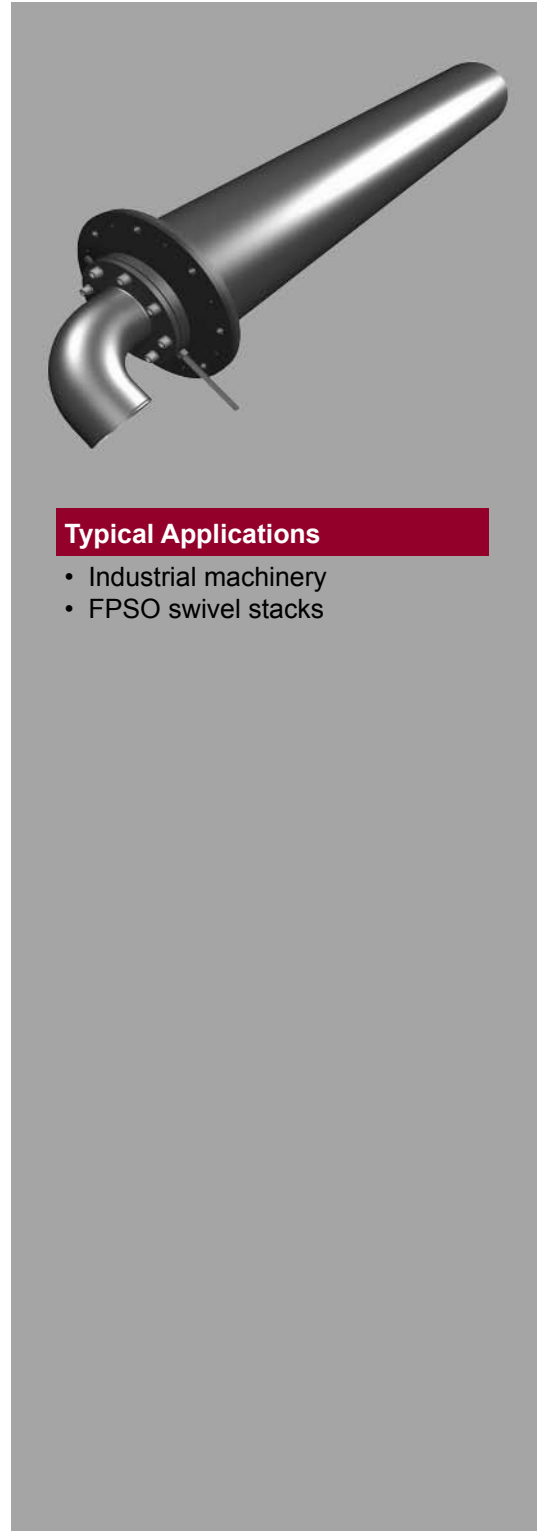 Typical Applications
• Industrial machinery
• FPSO swivel stacks